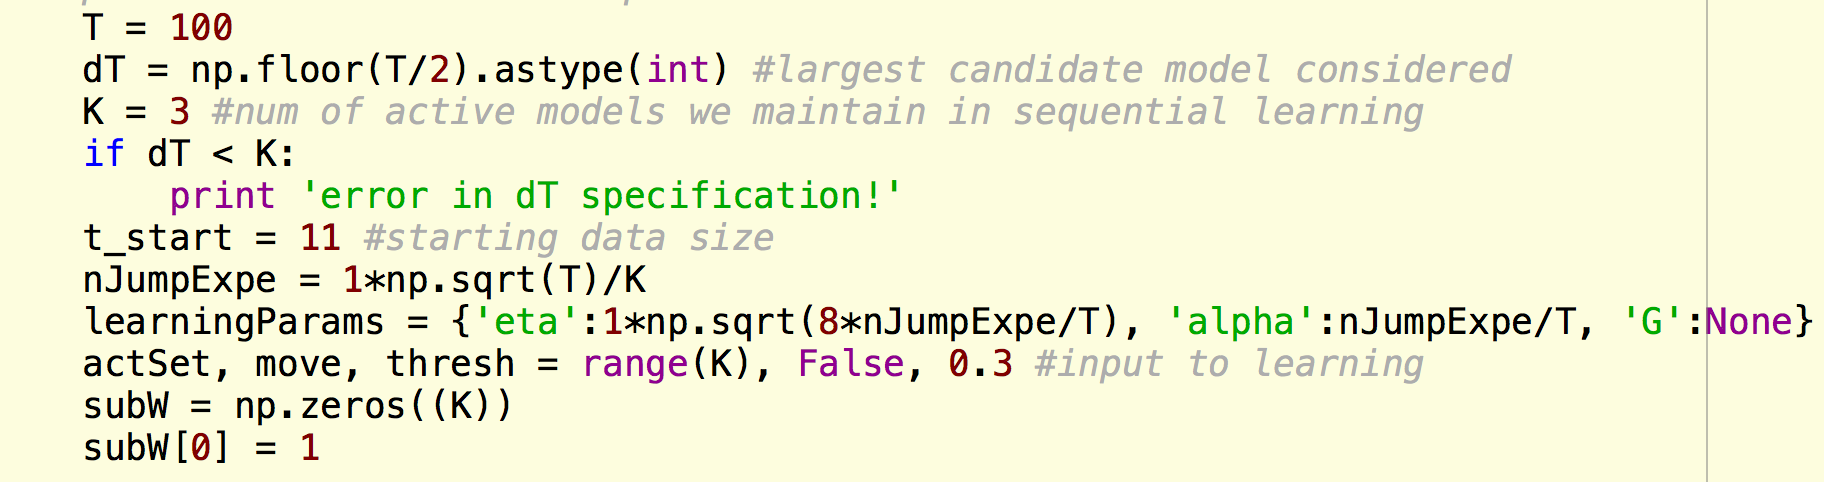 T = 100
dT = np.floor(T/2).astype(int) #largest candidate model considered
K = 3 #num of active models we maintain in sequential learning
if dT < K:
    print 'error in dT specification!'
t_start = 11 #starting data size
nJumpExpe = 1*np.sqrt(T)/K
learningParams = {'eta':1*np.sqrt(8*nJumpExpe/T), 'alpha':nJumpExpe/T, 'G':None}
actSet, move, thresh = range(K), False, 0.3 #input to learning
subW = np.zeros((K))
subW[0] = 1